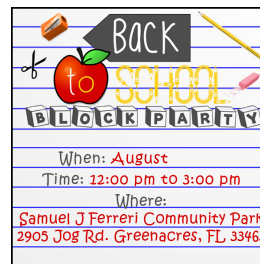 BACK
to
SCHOOL
BLOCK PARTY
When: August
Time: 12:00 pm to 3:00 pm
Where:
Samuel J Ferreri Community Park
2905 Jog Rd. Greenacres, FL 3346